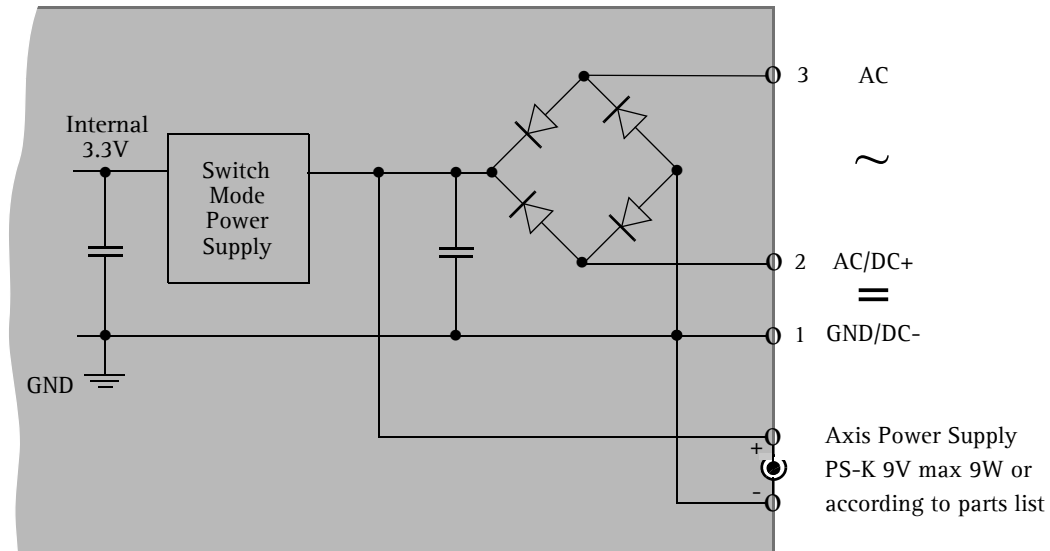 3 AC
Internal
3.3V
Switch
Mode
Power
Supply
~
2 AC/DC+
=
1 GND/DC-
GND
+
-
Axis Power Supply
PS-K 9V max 9W or
according to parts list